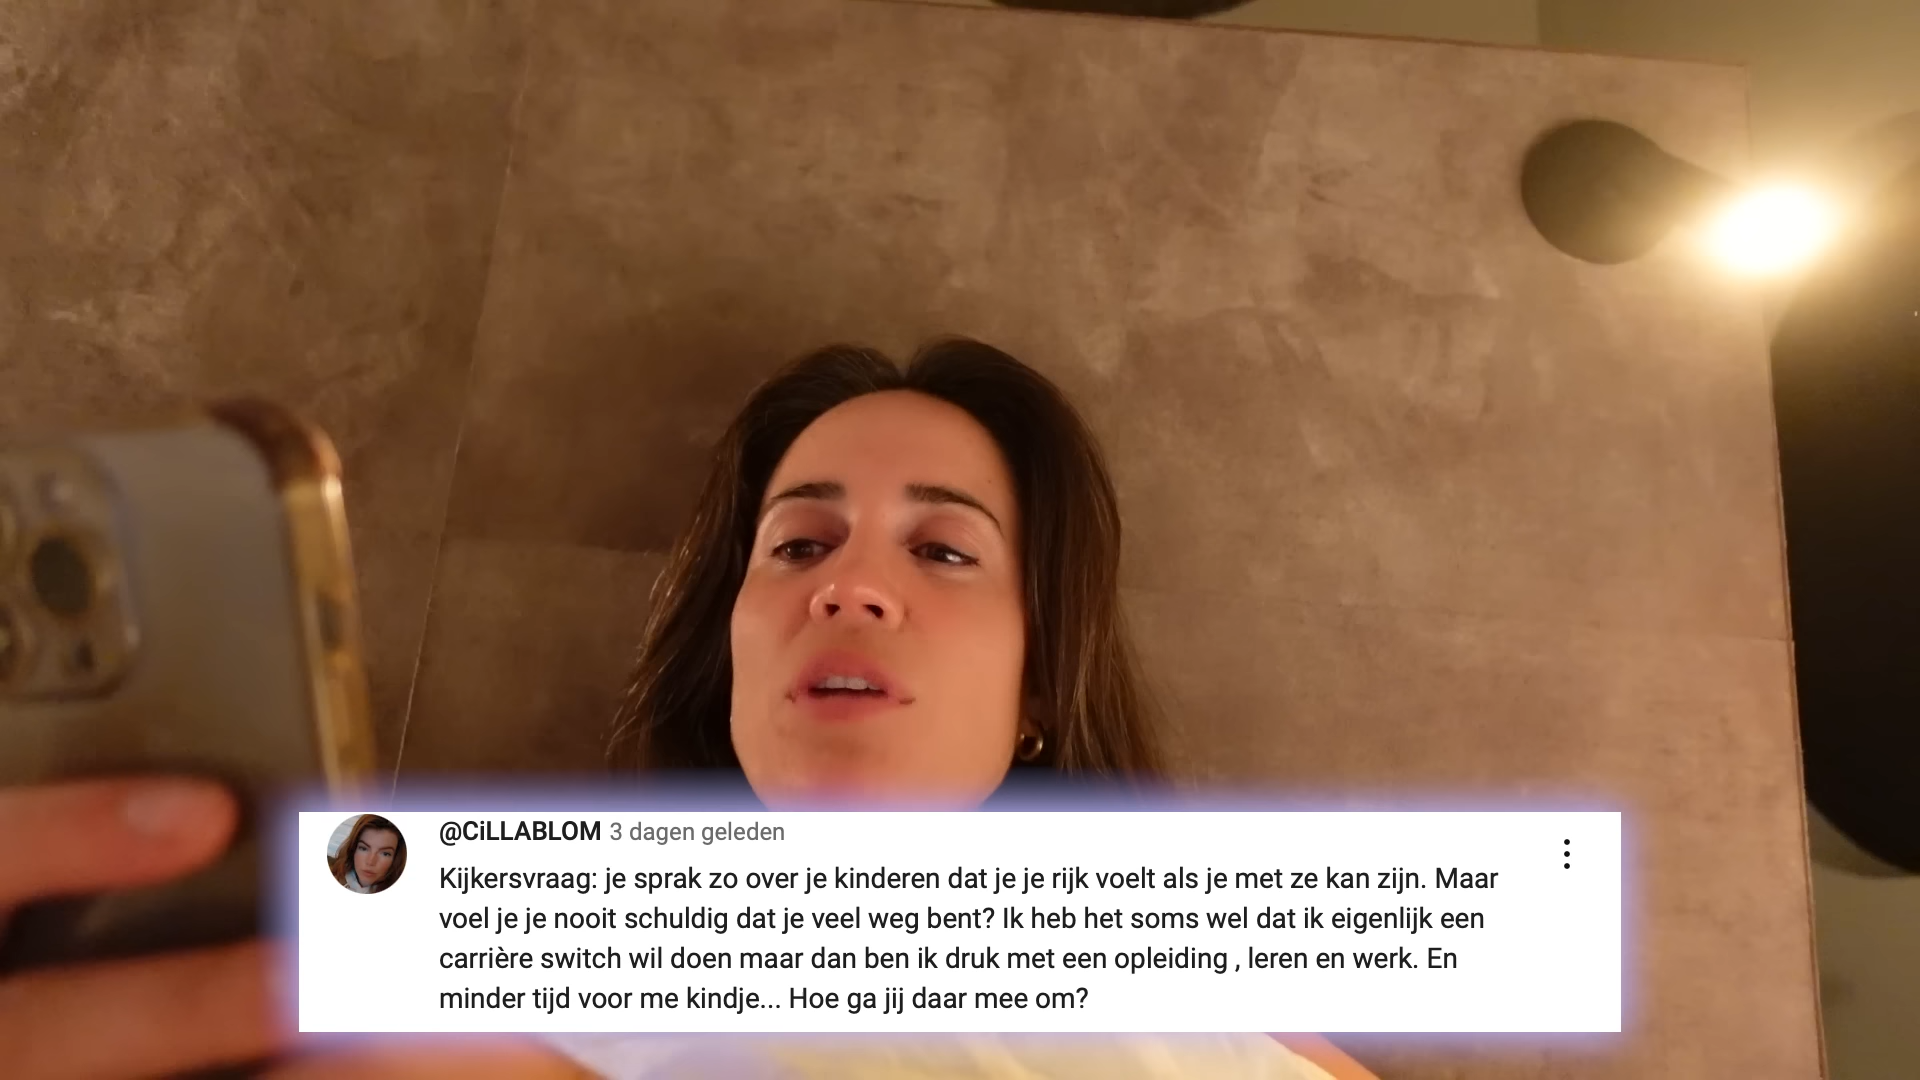 @CiLLABLOM 3 dagen geleden
Kijkersvraag: je sprak zo over je kinderen dat je je rijk voelt als je met ze kan zijn. Maar
voel je je nooit schuldig dat je veel weg bent? Ik heb het soms wel dat ik eigenlijk een
carrière switch wil doen maar dan ben ik druk met een opleiding , leren en werk. En
minder tijd voor me kindje... Hoe ga jij daar mee om?